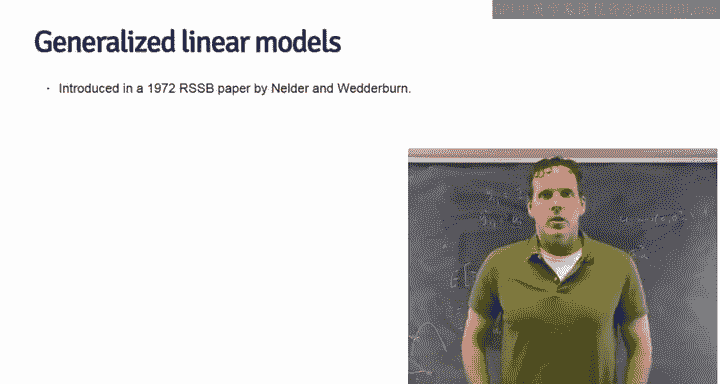 Generalized linear models
· Introduced in a 1972 RSSB paper by Nelder and Wedderburn.